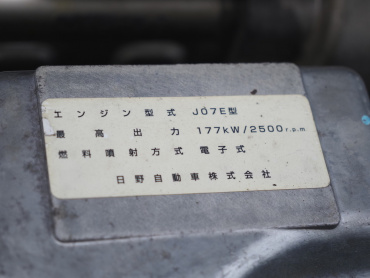 エンジン型式 J07E型
最高出力 177kW/2500r.p.m
燃料噴射方式 電子式
日野自動車株式会社